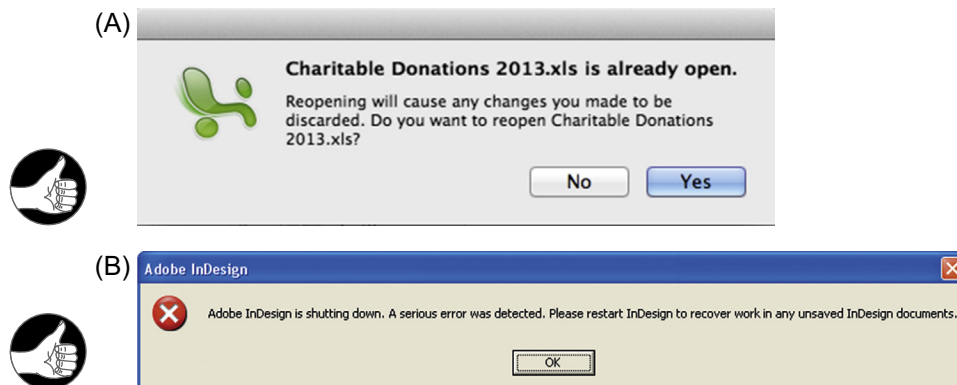 (A)
Charitable Donations 2013.xls is already open.
Reopening will cause any changes you made to be
discarded. Do you want to reopen Charitable Donations
2013.xls?
No Yes
(B)
Adobe InDesign
Adobe InDesign is shutting down. A serious error was detected. Please restart InDesign to recover work in any unsaved InDesign documents.
OK